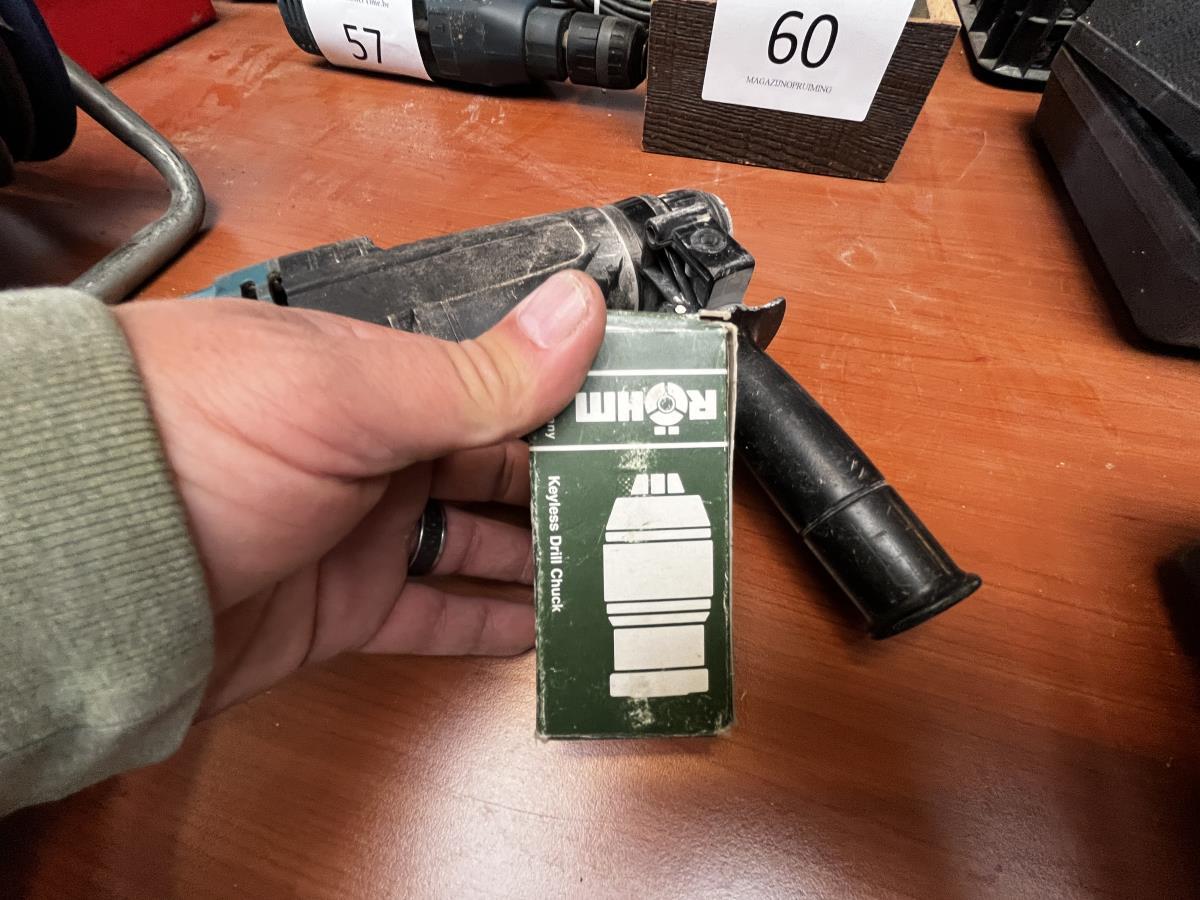 57
60
MAGAZIJNOPRUIMING
RÖHM
Keyless Drill Chuck